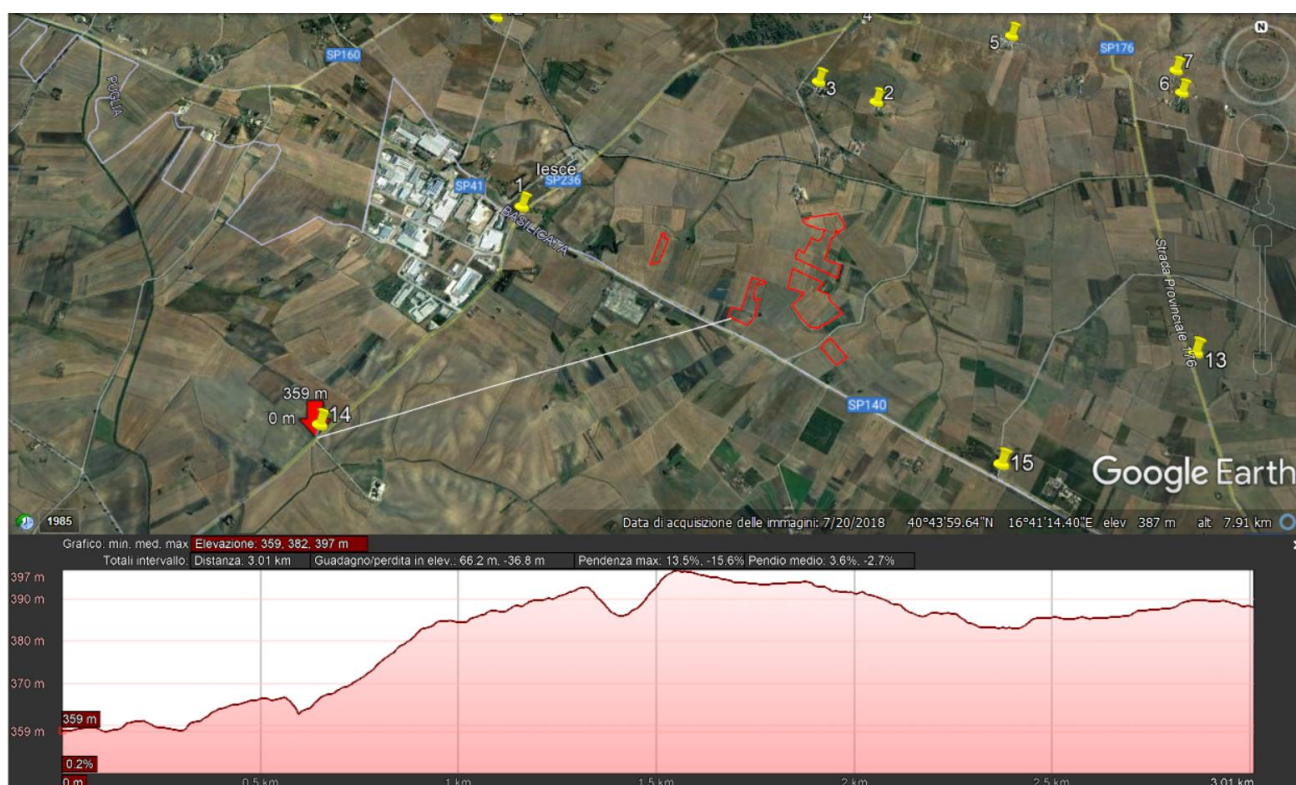 N
SP160
PUGLIA
4
5
SP176
7
6
3
2
Iesce
SP41
1
SP236
BASILICATA
Strada Provinciale 176
13
359 m
0 m
14
SP140
15
Google Earth
1985
Data di acquisizione delle immagini: 7/20/2018 40°43'59.64"N 16°41'14.40"E elev 387 m alt 7.91 km
Grafico: min. med. max Elevazione: 359, 382, 397 m
Totali intervallo: Distanza: 3.01 km Guadagno/perdita in elev.: 66.2 m, -36.8 m Pendenza max: 13.5%, -15.6% Pendio medio: 3.6%, -2.7%
397 m
390 m
380 m
370 m
359 m
359 m
0.2%
0 m
0.5 km
1 km
1.5 km
2 km
2.5 km
3.01 km